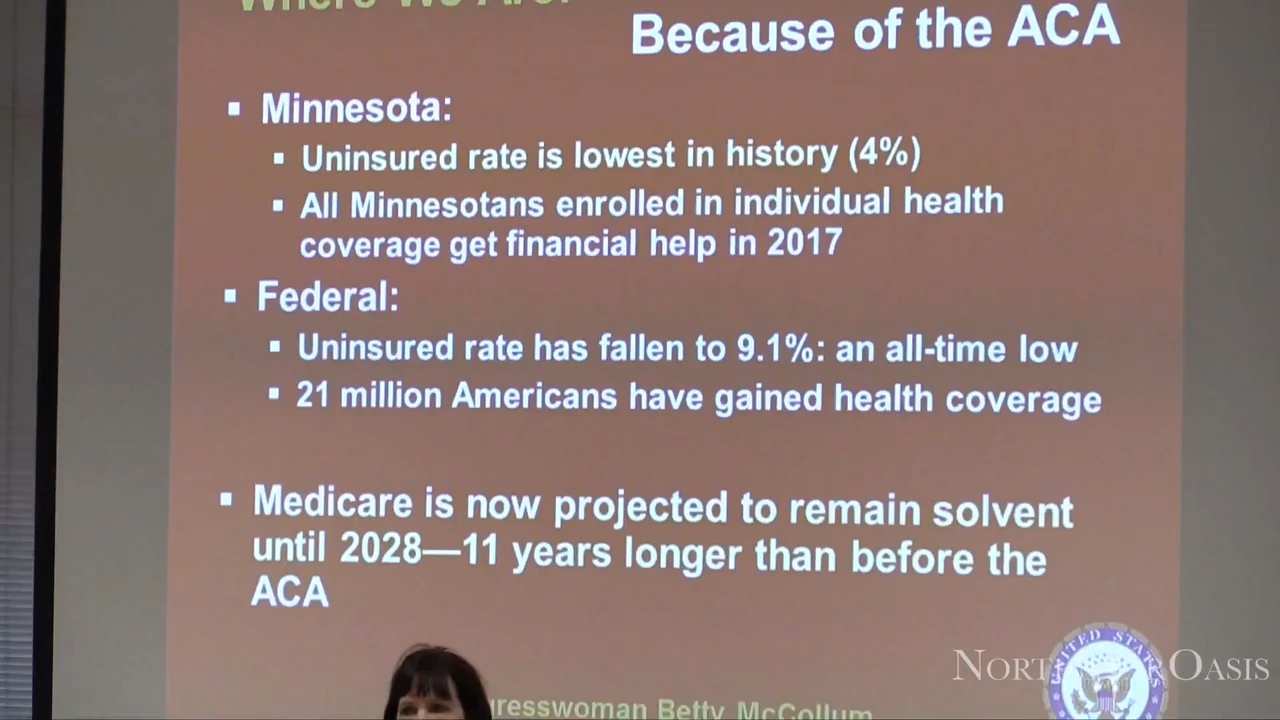 Where We Are:
Because of the ACA
▪ Minnesota:
▪ Uninsured rate is lowest in history (4%)
▪ All Minnesotans enrolled in individual health
coverage get financial help in 2017
▪ Federal:
▪ Uninsured rate has fallen to 9.1%: an all-time low
▪ 21 million Americans have gained health coverage
▪ Medicare is now projected to remain solvent
until 2028—11 years longer than before the
ACA
UNITED STATES
Oasis
Betty McCollum